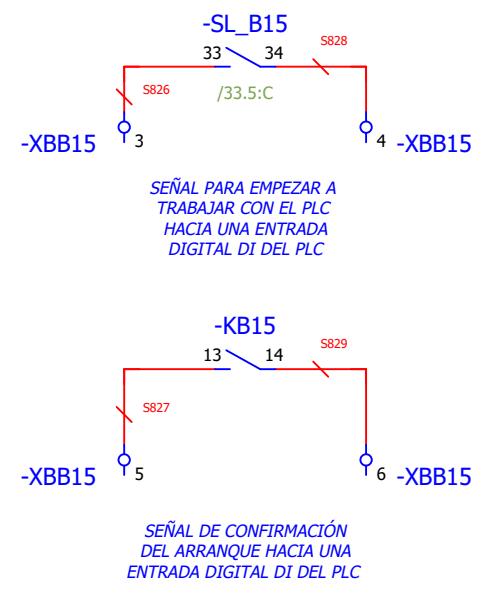 -SL_B15
33 34 S828
S826 /33.5:C
-XBB15 3 4 -XBB15
SEÑAL PARA EMPEZAR A
TRABAJAR CON EL PLC
HACIA UNA ENTRADA
DIGITAL DI DEL PLC
-KB15
13 14 S829
S827
-XBB15 5 6 -XBB15
SEÑAL DE CONFIRMACIÓN
DEL ARRANQUE HACIA UNA
ENTRADA DIGITAL DI DEL PLC